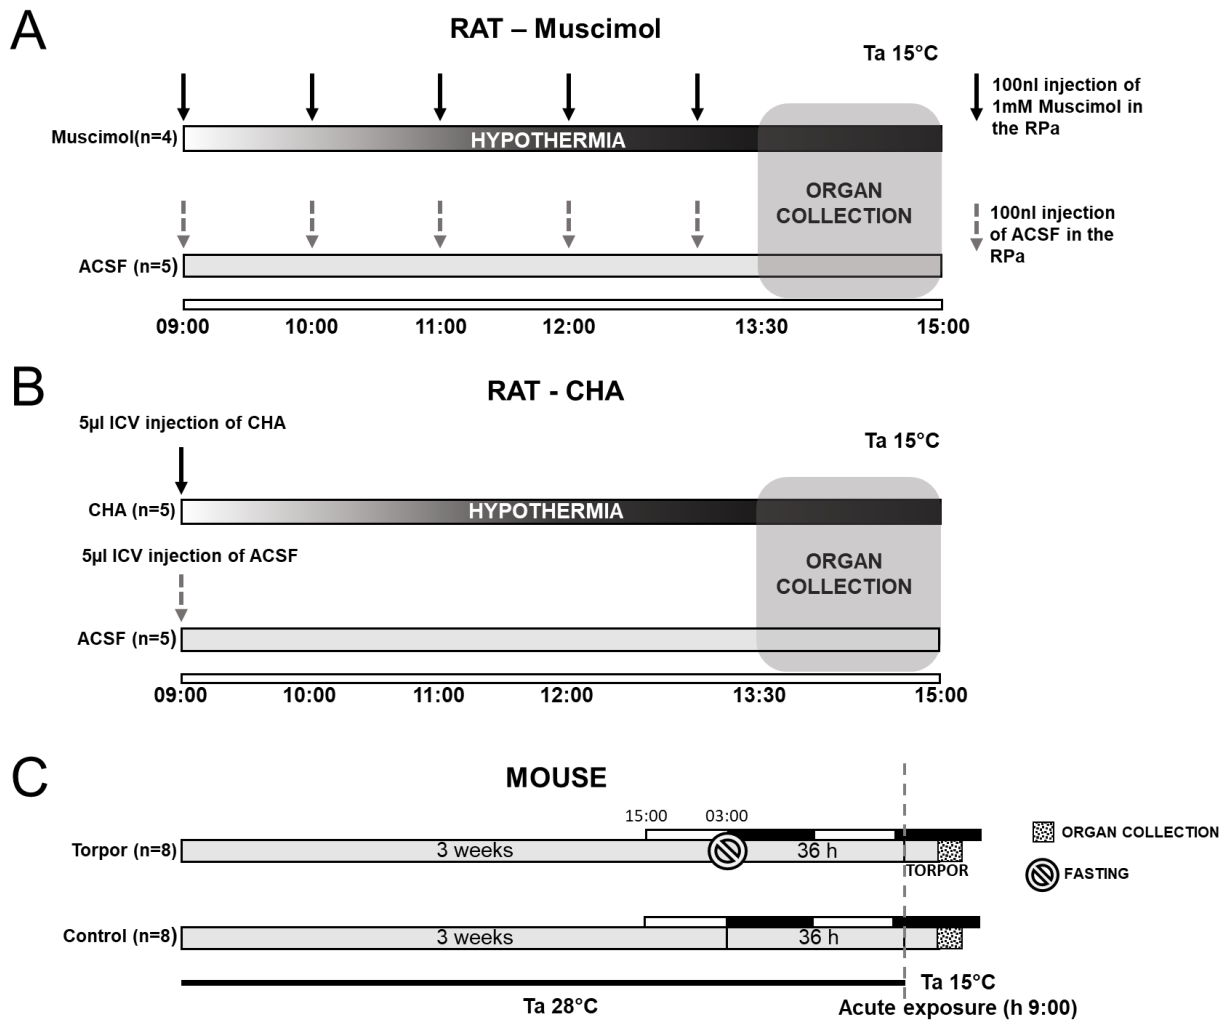 A
RAT – Muscimol
Ta 15°C
100nl injection of
1mM Muscimol in
the RPa
Muscimol(n=4)
HYPOTHERMIA
ORGAN
COLLECTION
100nl injection
of ACSF in the
RPa
ACSF (n=5)
09:00 10:00 11:00 12:00 13:30 15:00
B
RAT - CHA
5µl ICV injection of CHA
Ta 15°C
CHA (n=5)
HYPOTHERMIA
5µl ICV injection of ACSF
ORGAN
COLLECTION
ACSF (n=5)
09:00 10:00 11:00 12:00 13:30 15:00
C
MOUSE
15:00 03:00
ORGAN COLLECTION
Torpor (n=8)
3 weeks
36 h
TORPOR
FASTING
Control (n=8)
3 weeks
36 h
Ta 15°C
Ta 28°C
Acute exposure (h 9:00)